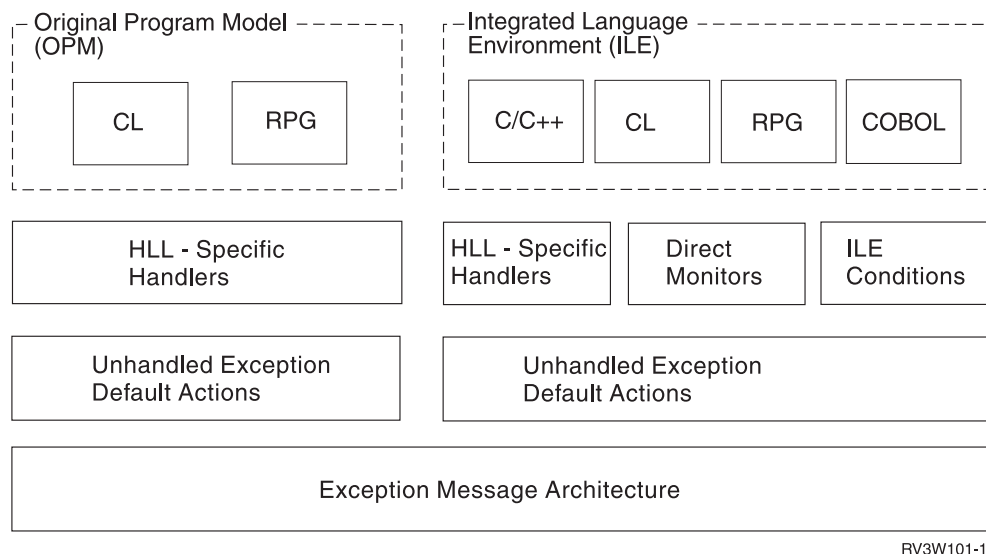 Original Program Model
(OPM)
CL
RPG
Integrated Language
Environment (ILE)
C/C++
CL
RPG
COBOL
HLL - Specific
Handlers
HLL - Specific
Handlers
Direct
Monitors
ILE
Conditions
Unhandled Exception
Default Actions
Unhandled Exception
Default Actions
Exception Message Architecture
RV3W101-1